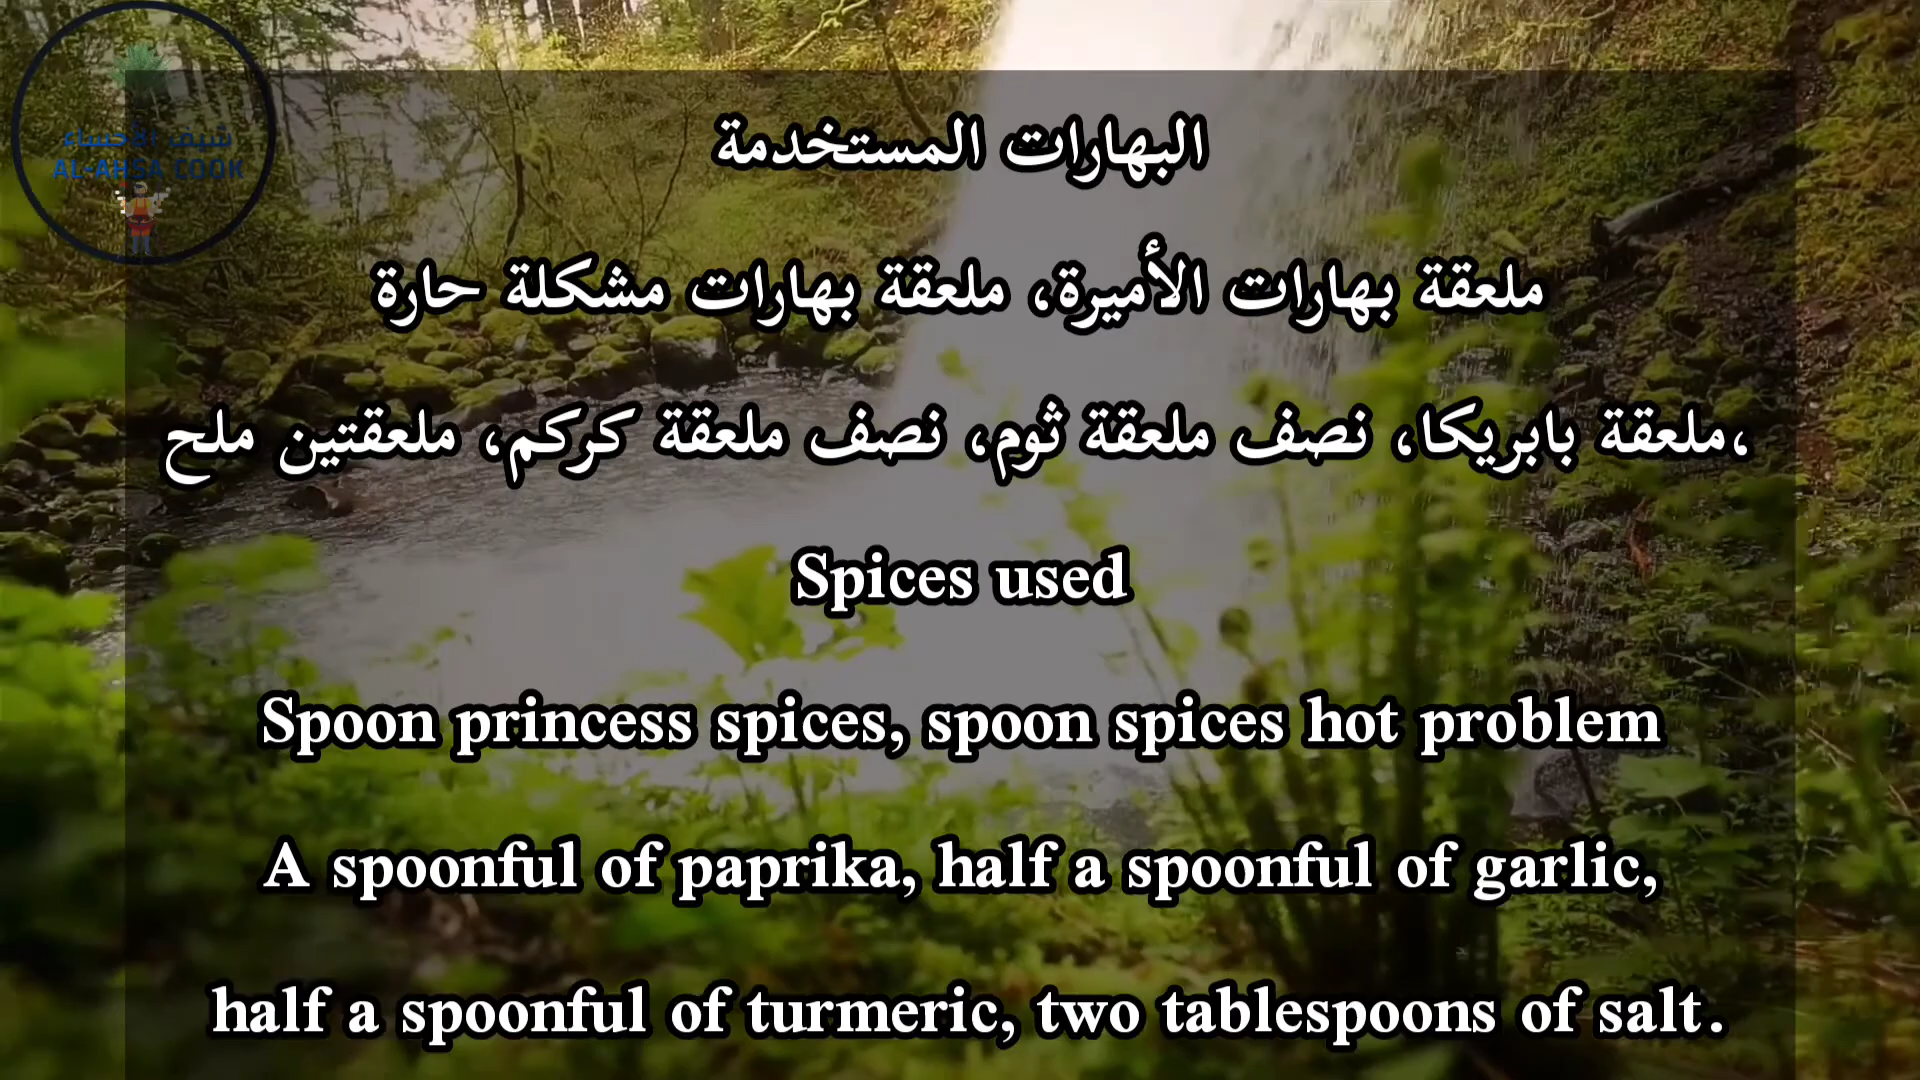 شيف الأحساء
AL-AHSA COOK
البهارات المستخدمة
ملعقة بهارات الأميرة، ملعقة بهارات مشكلة حارة
،ملعقة بابريكا، نصف ملعقة ثوم، نصف ملعقة كركم، ملعقتين ملح
Spices used
Spoon princess spices, spoon spices hot problem
A spoonful of paprika, half a spoonful of garlic,
half a spoonful of turmeric, two tablespoons of salt.